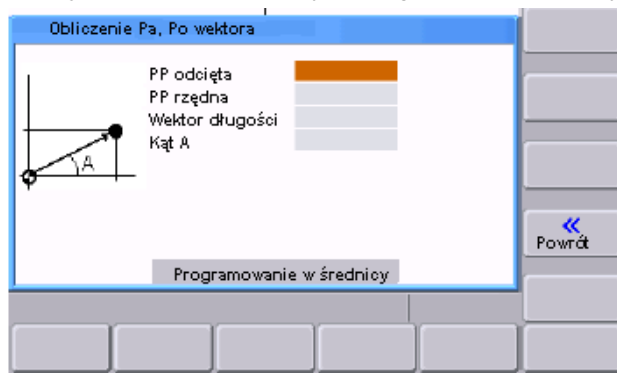 Obliczenie Pa, Po wektora
PP odcięta
PP rzędna
Wektor długości
Kąt A
A
«
Powrót
Programowanie w średnicy